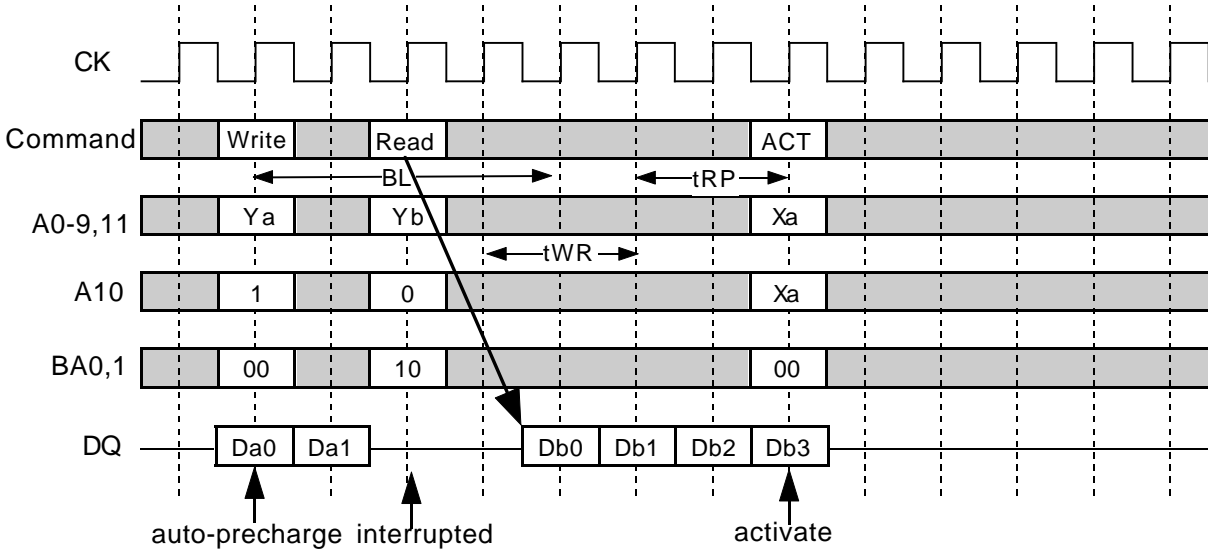 CK
Command Write Read ACT
BL tRP
A0-9,11 Ya Yb Xa
tWR
A10 1 0 Xa
BA0,1 00 10 00
DQ Da0 Da1 Db0 Db1 Db2 Db3
auto-precharge interrupted activate